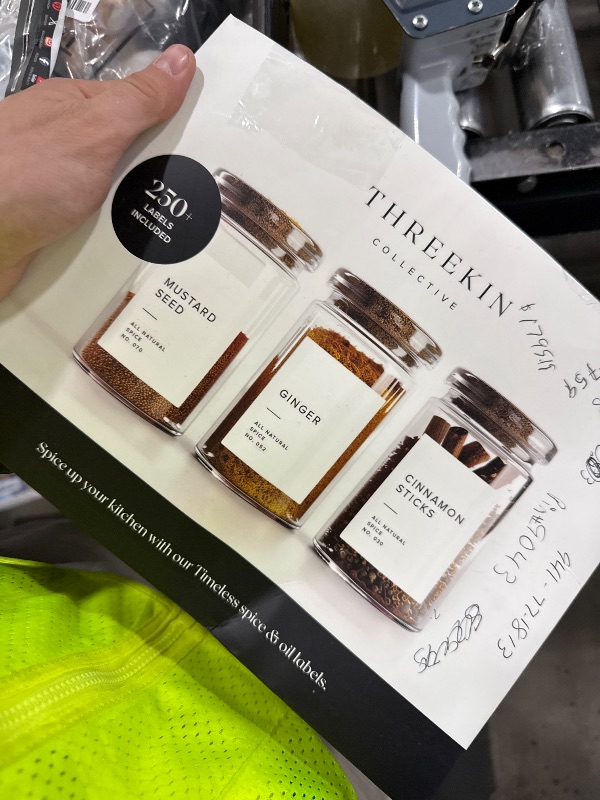 250+
LABELS
INCLUDED
THREEKIN
COLLECTIVE
MUSTARD
SEED
ALL NATURAL
SPICE
NO. 070
GINGER
ALL NATURAL
SPICE
NO. 052
CINNAMON
STICKS
ALL NATURAL
SPICE
NO. 030
Spice up your kitchen with our Timeless spice & oil labels.
759